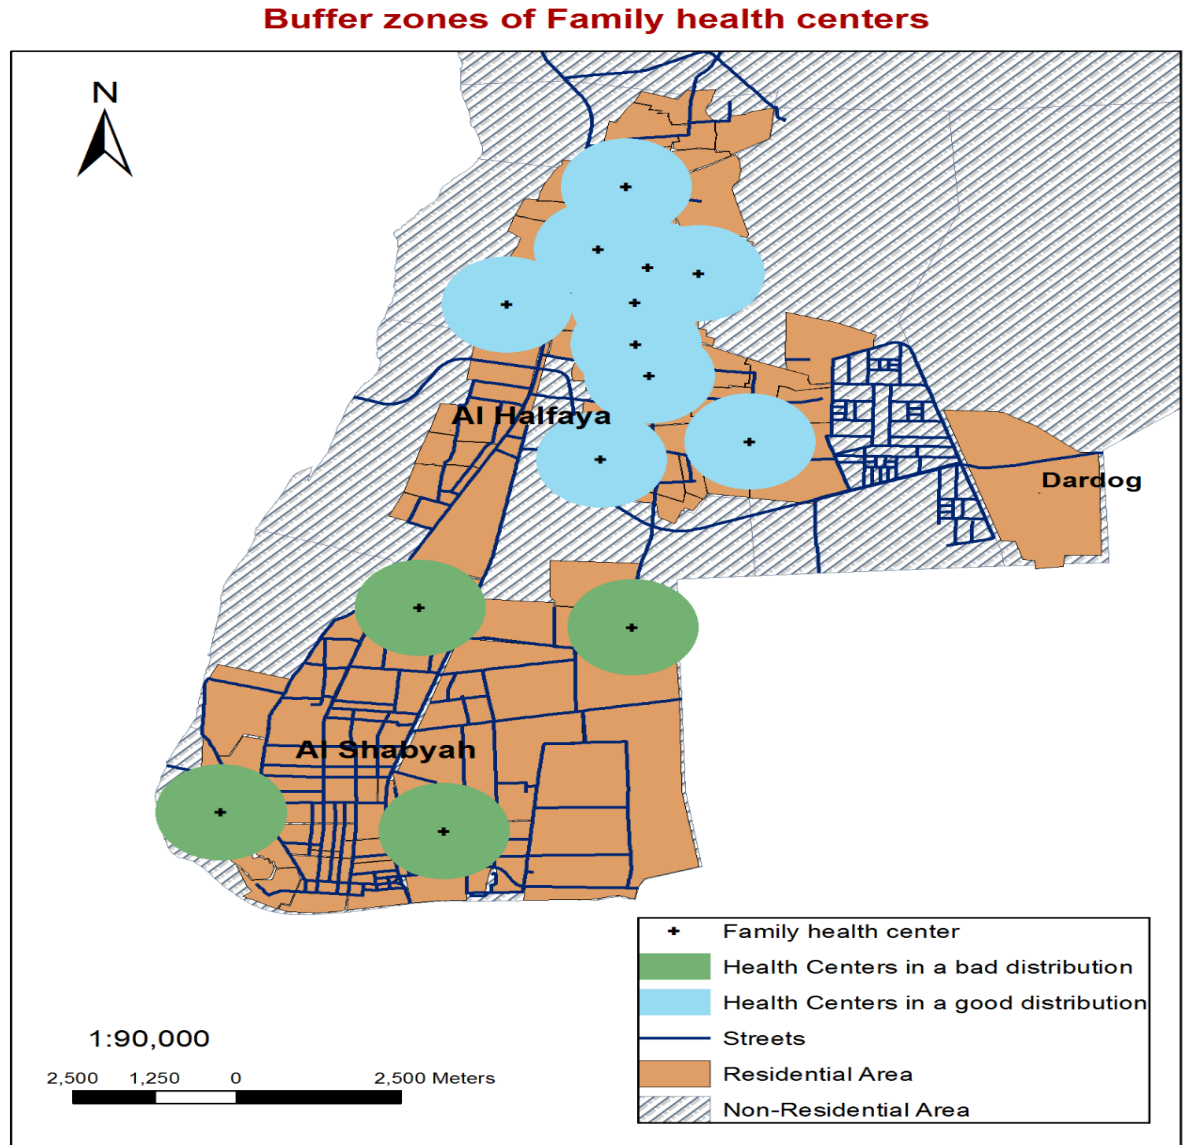 Buffer zones of Family health centers
N
Al Halfaya
Dardog
Al Shabyah
Family health center
Health Centers in a bad distribution
Health Centers in a good distribution
Streets
Residential Area
Non-Residential Area
1:90,000
2,500 1,250 0 2,500 Meters